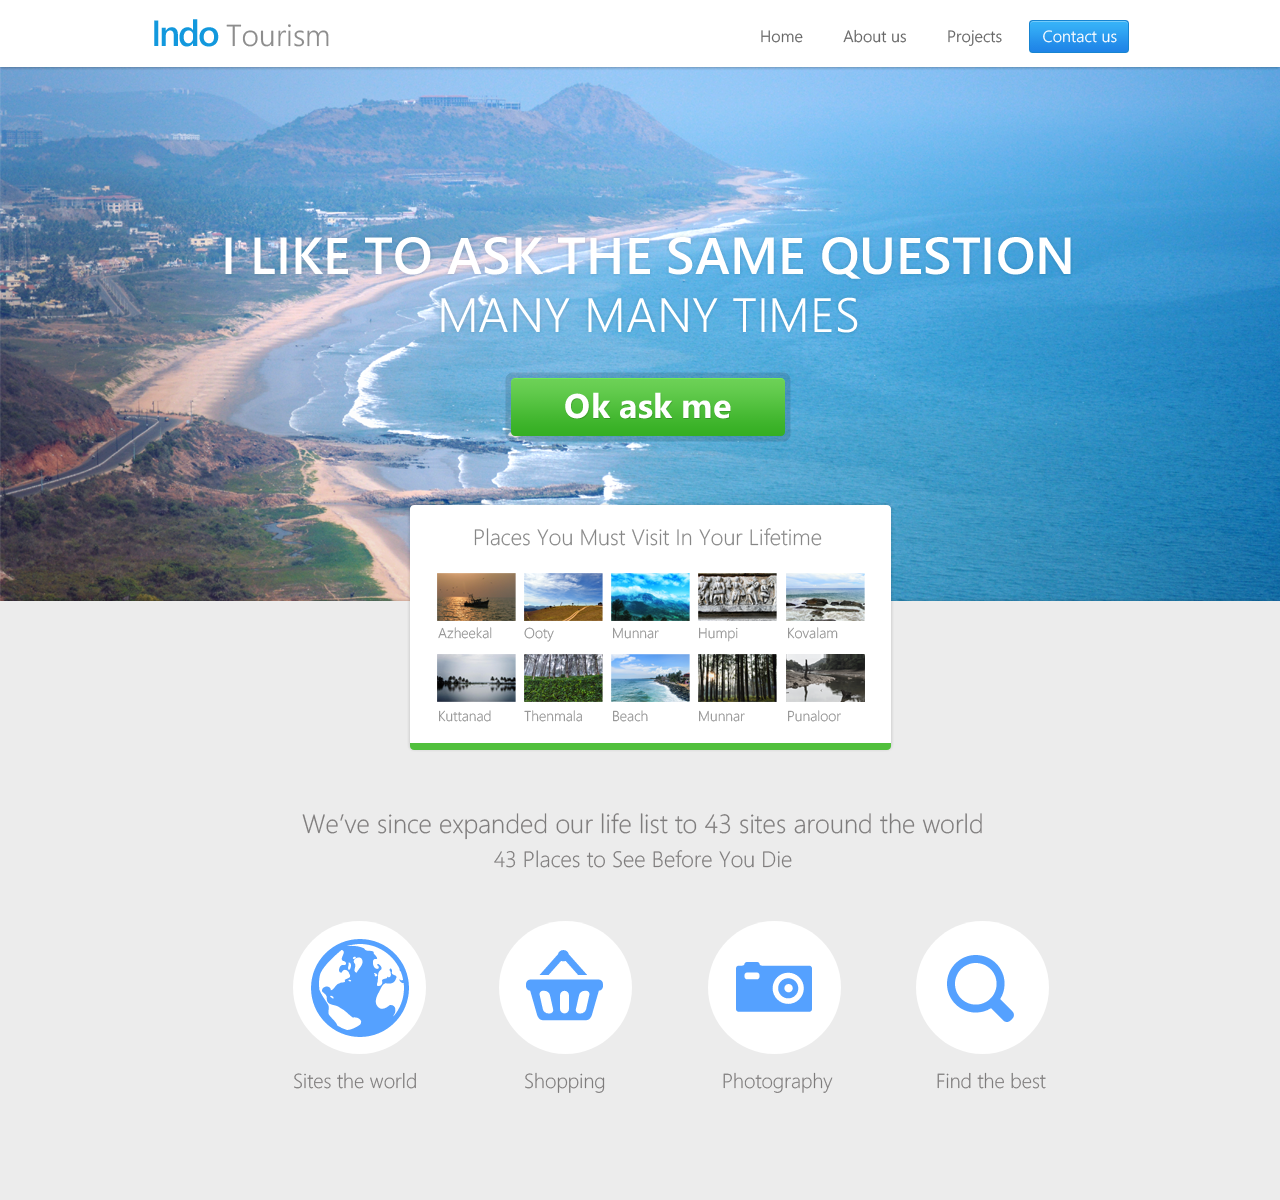 Indo Tourism
Home About us Projects Contact us
I LIKE TO ASK THE SAME QUESTION
MANY MANY TIMES
Ok ask me
Places You Must Visit In Your Lifetime
Azheekal Ooty Munnar Humpi Kovalam
Kuttanad Thenmala Beach Munnar Punaloor
We’ve since expanded our life list to 43 sites around the world
43 Places to See Before You Die
Sites the world Shopping Photography Find the best